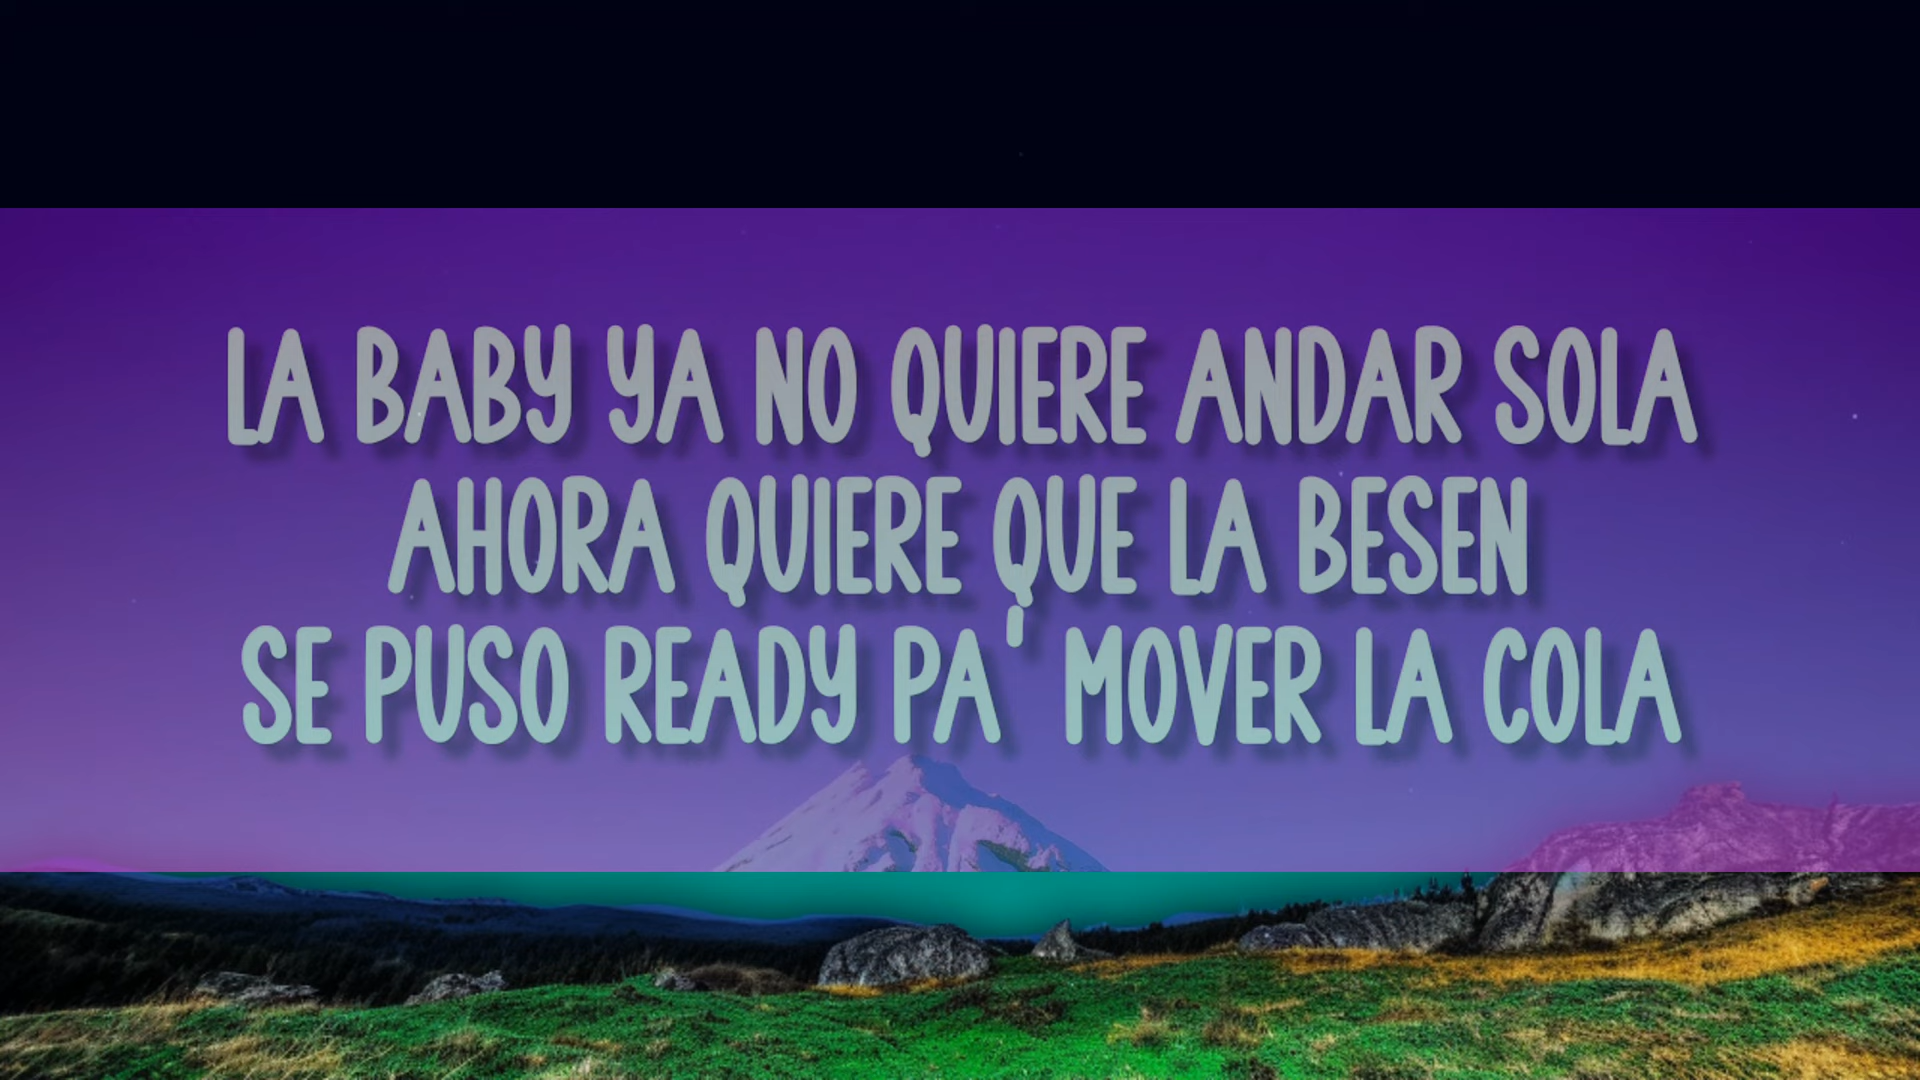 LA BABY YA NO QUIERE ANDAR SOLA
AHORA QUIERE QUE LA BESEN
SE PUSO READY PA' MOVER LA COLA